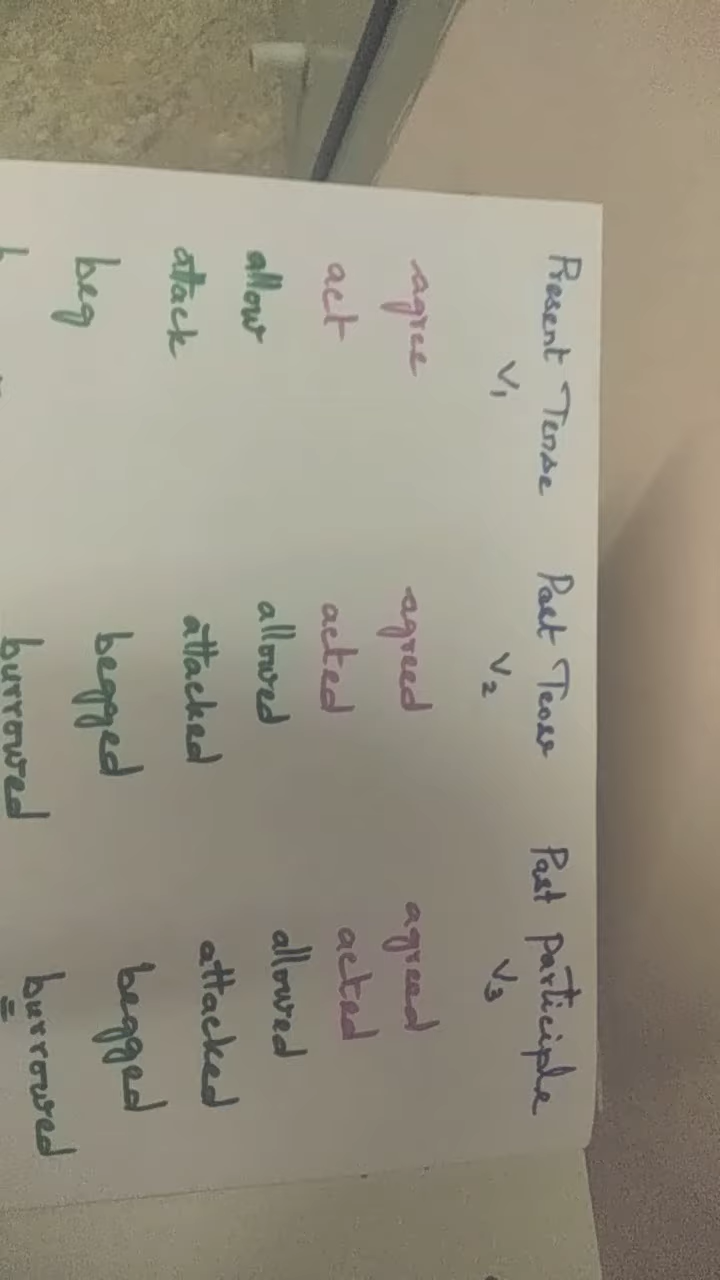 Present Tense Past Tense Past participle
V1 V2 V3
agree agreed agreed
act acted acted
allow allowed allowed
attack attacked attacked
beg begged begged
burrowed burrowed